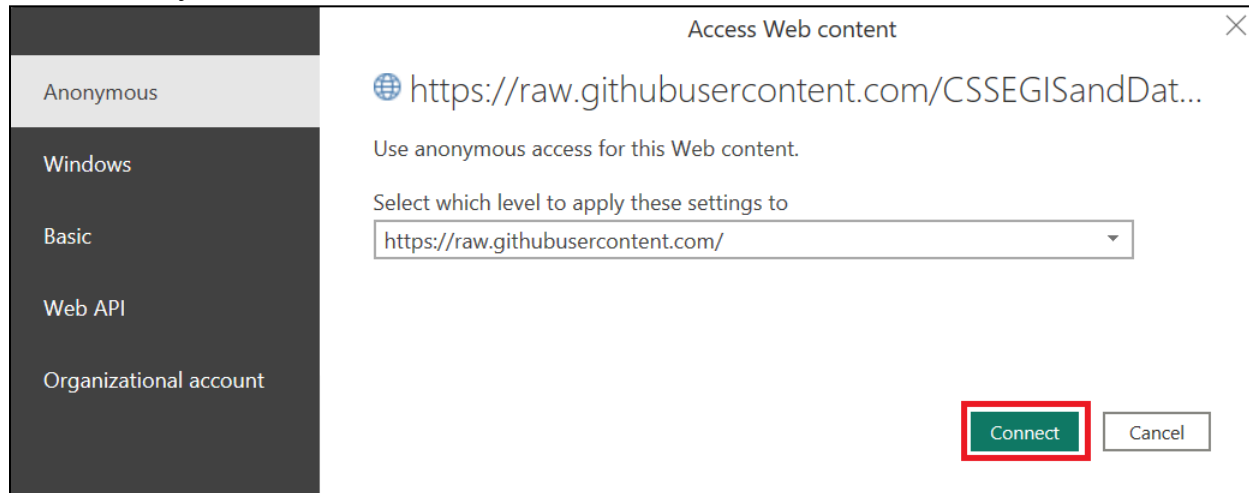 Access Web content
Anonymous
Windows
Basic
Web API
Organizational account
https://raw.githubusercontent.com/CSSEGISandDat...
Use anonymous access for this Web content.
Select which level to apply these settings to
https://raw.githubusercontent.com/
Connect
Cancel